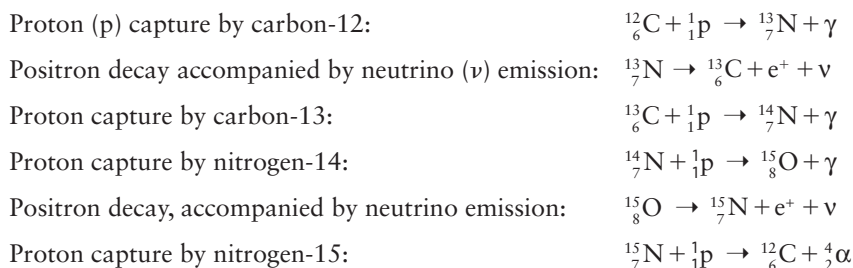 Proton (p) capture by carbon-12: ¹²₆C + ¹₁p → ¹³₇N + γ
Positron decay accompanied by neutrino (ν) emission: ¹³₇N → ¹³₆C + e⁺ + ν
Proton capture by carbon-13: ¹³₆C + ¹₁p → ¹⁴₇N + γ
Proton capture by nitrogen-14: ¹⁴₇N + ¹₁p → ¹⁵₈O + γ
Positron decay, accompanied by neutrino emission: ¹⁵₈O → ¹⁵₇N + e⁺ + ν
Proton capture by nitrogen-15: ¹⁵₇N + ¹₁p → ¹²₆C + ⁴₂α